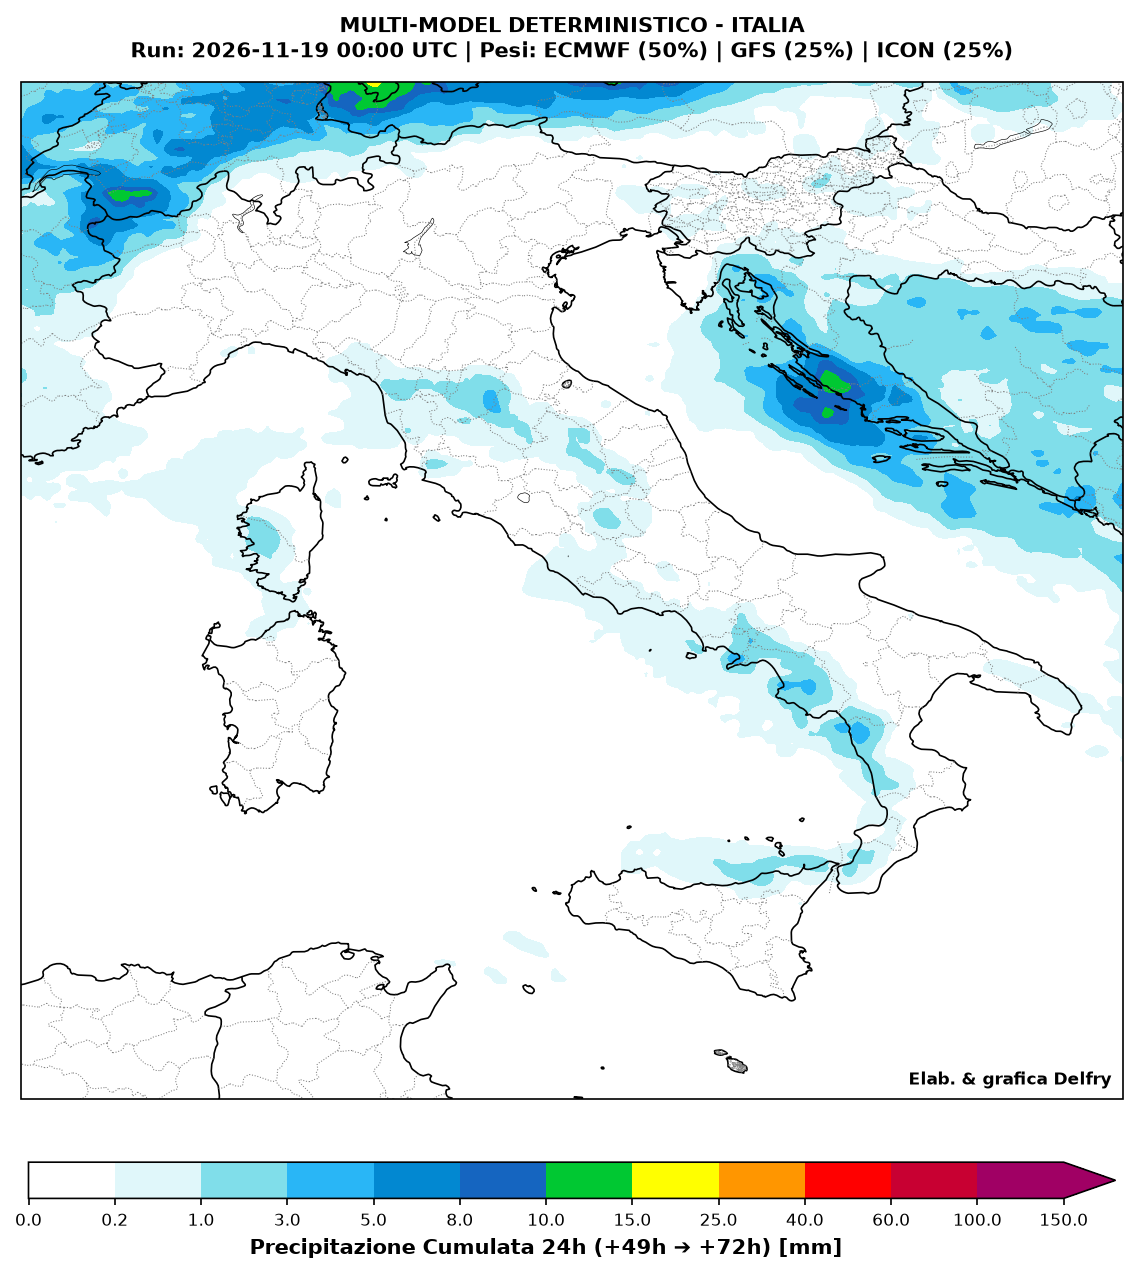 MULTI-MODEL DETERMINISTICO - ITALIA
Run: 2026-11-19 00:00 UTC | Pesi: ECMWF (50%) | GFS (25%) | ICON (25%)
Elab. & grafica Delfry
0.0 0.2 1.0 3.0 5.0 8.0 10.0 15.0 25.0 40.0 60.0 100.0 150.0
Precipitazione Cumulata 24h (+49h → +72h) [mm]